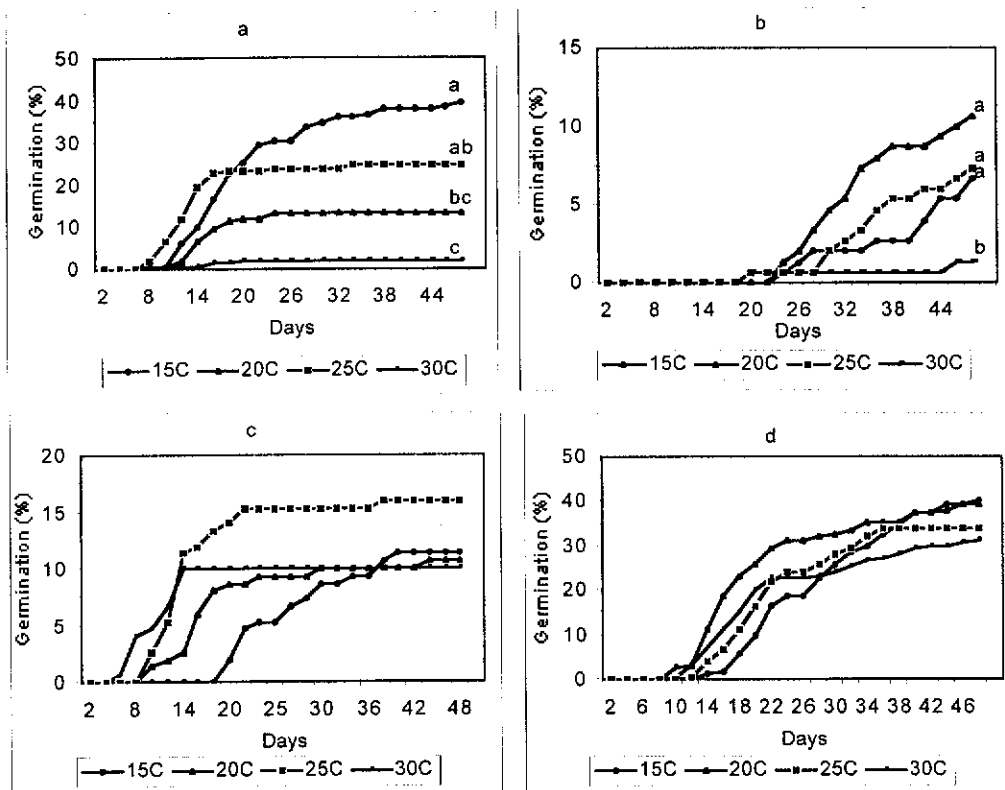 a
Germination (%)
50
40
30
20
10
0
a
ab
bc
c
2 8 14 20 26 32 38 44
Days
15C 20C 25C 30C
b
Germination (%)
15
10
5
0
a
a
a
b
2 8 14 20 26 32 38 44
Days
15C 20C 25C 30C
c
Germination (%)
20
15
10
5
0
2 8 14 20 24 30 36 42 48
Days
15C 20C 25C 30C
d
Germination (%)
50
40
30
20
10
0
2 6 10 14 18 22 26 30 34 38 42 46
Days
15C 20C 25C 30C